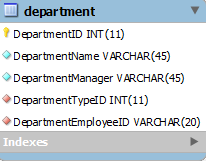 department
DepartmentID INT(11)
DepartmentName VARCHAR(45)
DepartmentManager VARCHAR(45)
DepartmentTypeID INT(11)
DepartmentEmployeeID VARCHAR(20)
Indexes